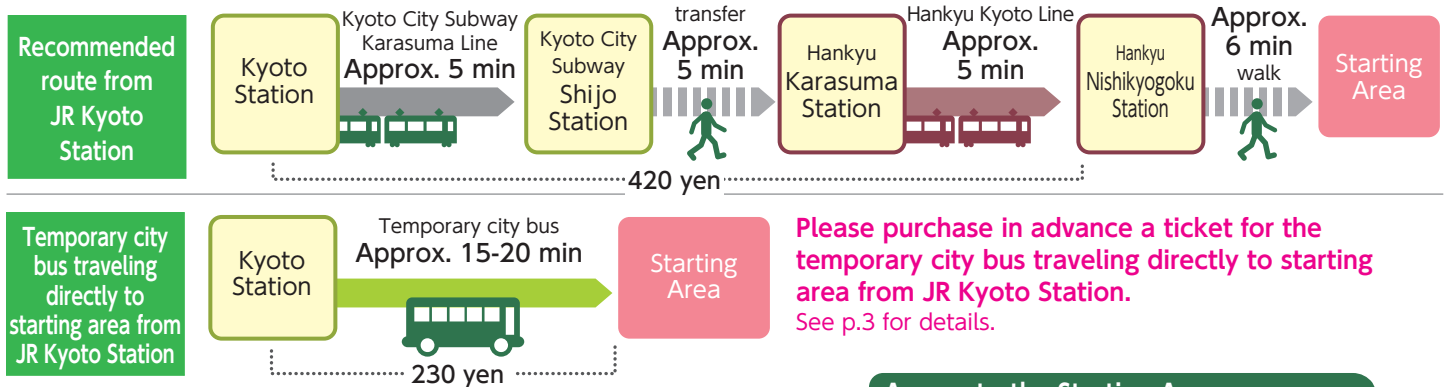 Recommended
route from
JR Kyoto
Station
Kyoto
Station
Kyoto City Subway
Karasuma Line
Approx. 5 min
Kyoto City
Subway
Shijo
Station
transfer
Approx.
5 min
Hankyu
Karasuma
Station
Hankyu Kyoto Line
Approx.
5 min
Hankyu
Nishikyogoku
Station
Approx.
6 min
walk
Starting
Area
420 yen
Temporary city
bus traveling
directly to
starting area from
JR Kyoto Station
Kyoto
Station
Temporary city bus
Approx. 15-20 min
Starting
Area
230 yen
Please purchase in advance a ticket for the
temporary city bus traveling directly to starting
area from JR Kyoto Station.
See p.3 for details.